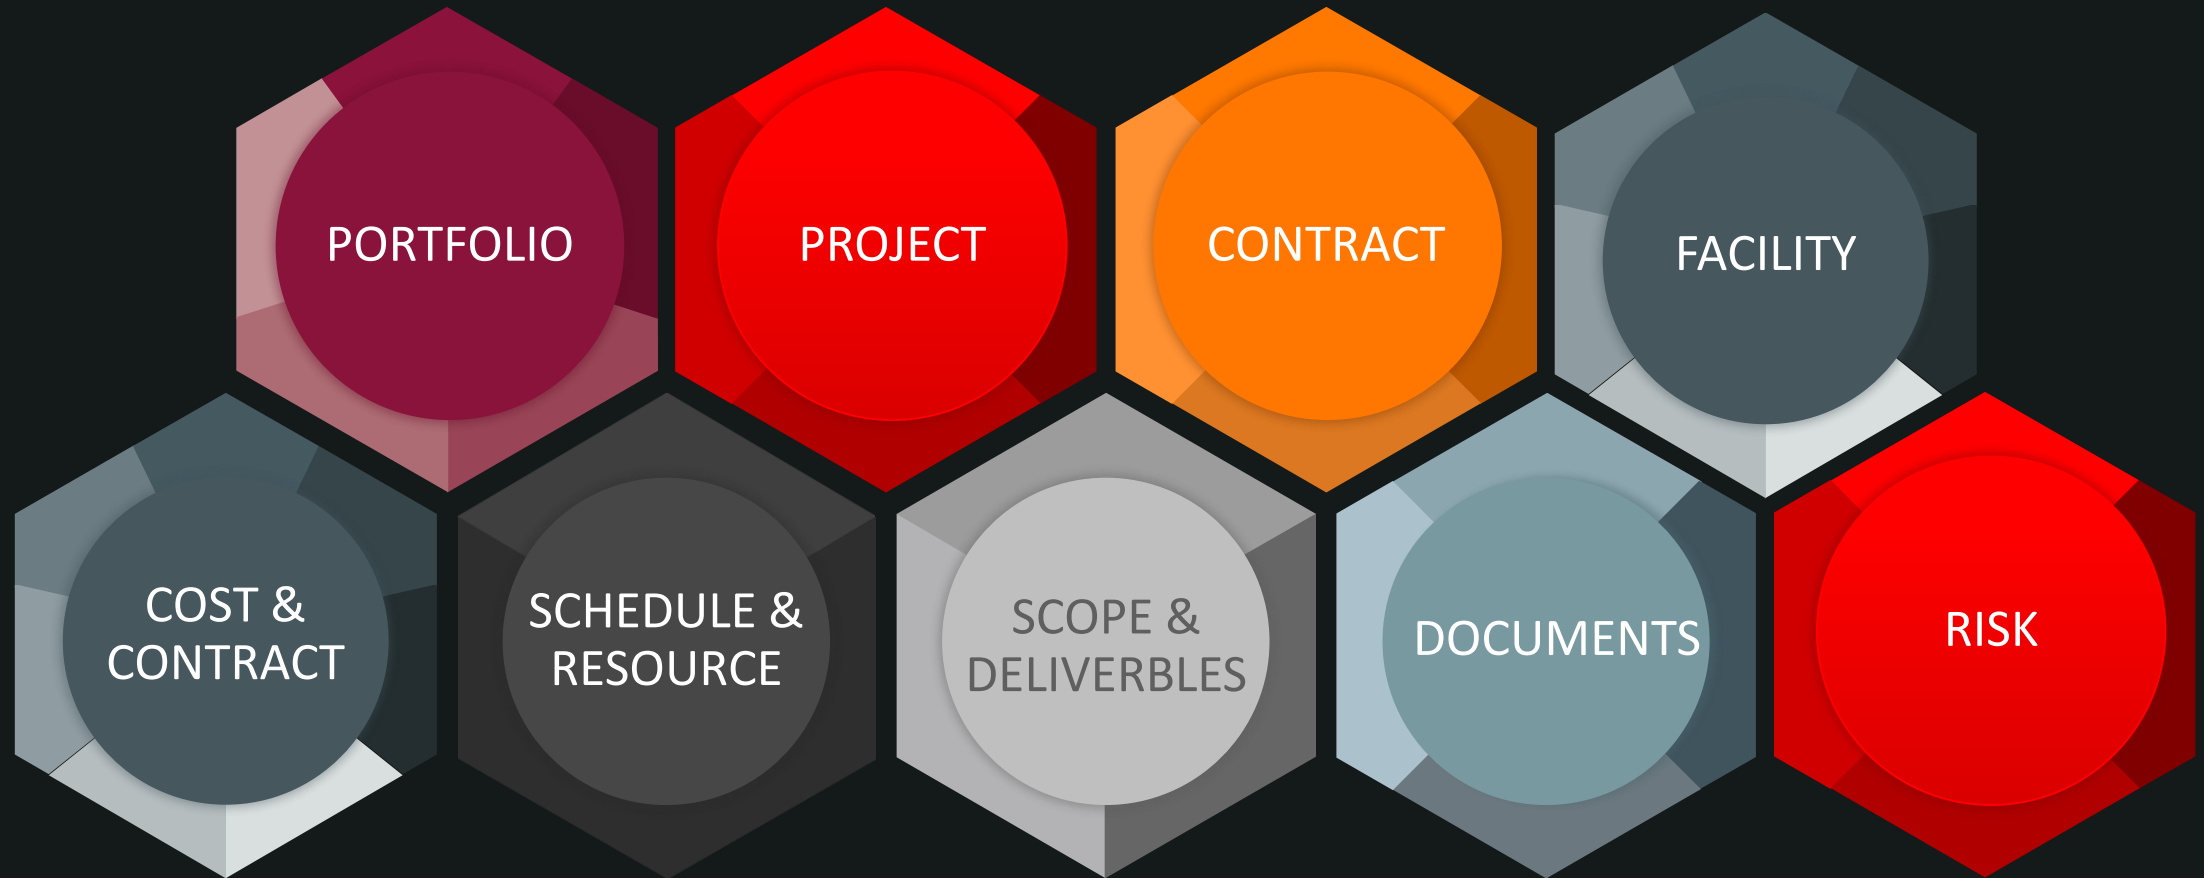 PORTFOLIO
PROJECT
CONTRACT
FACILITY
COST &
CONTRACT
SCHEDULE &
RESOURCE
SCOPE &
DELIVERBLES
DOCUMENTS
RISK